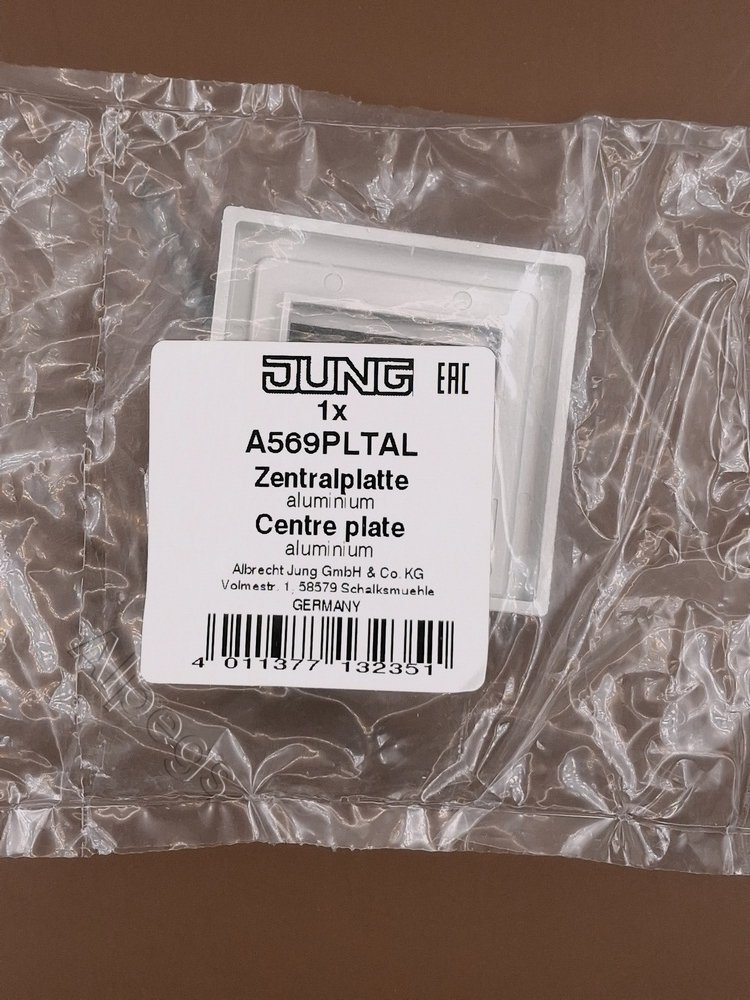 JUNG EAC
1x
A569PLTAL
Zentralplatte
aluminium
Centre plate
aluminium
Albrecht Jung GmbH & Co. KG
Volmestr. 1, 58579 Schalksmuehle
GERMANY
4 011377 132351
Alpegs